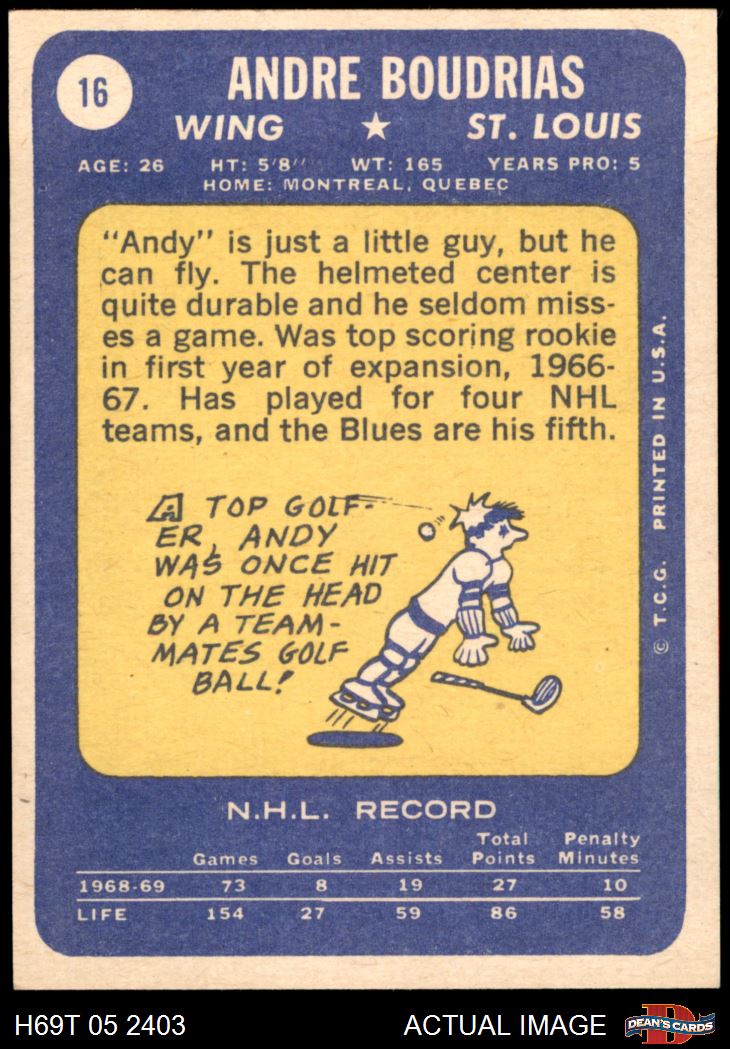 16
ANDRE BOUDRIAS
WING ★ ST. LOUIS
AGE: 26 HT: 5'8'' WT: 165 YEARS PRO: 5
HOME: MONTREAL, QUEBEC
"Andy" is just a little guy, but he
can fly. The helmeted center is
quite durable and he seldom miss-
es a game. Was top scoring rookie
in first year of expansion, 1966-
67. Has played for four NHL
teams, and the Blues are his fifth.
A TOP GOLF-
ER, ANDY
WAS ONCE HIT
ON THE HEAD
BY A TEAM-
MATES GOLF
BALL!
© T.C.G. PRINTED IN U.S.A.
N.H.L. RECORD
Games Goals Assists Total Points Penalty Minutes
1968-69 73 8 19 27 10
LIFE 154 27 59 86 58
H69T 05 2403 ACTUAL IMAGE
D
DEAN'S CARDS